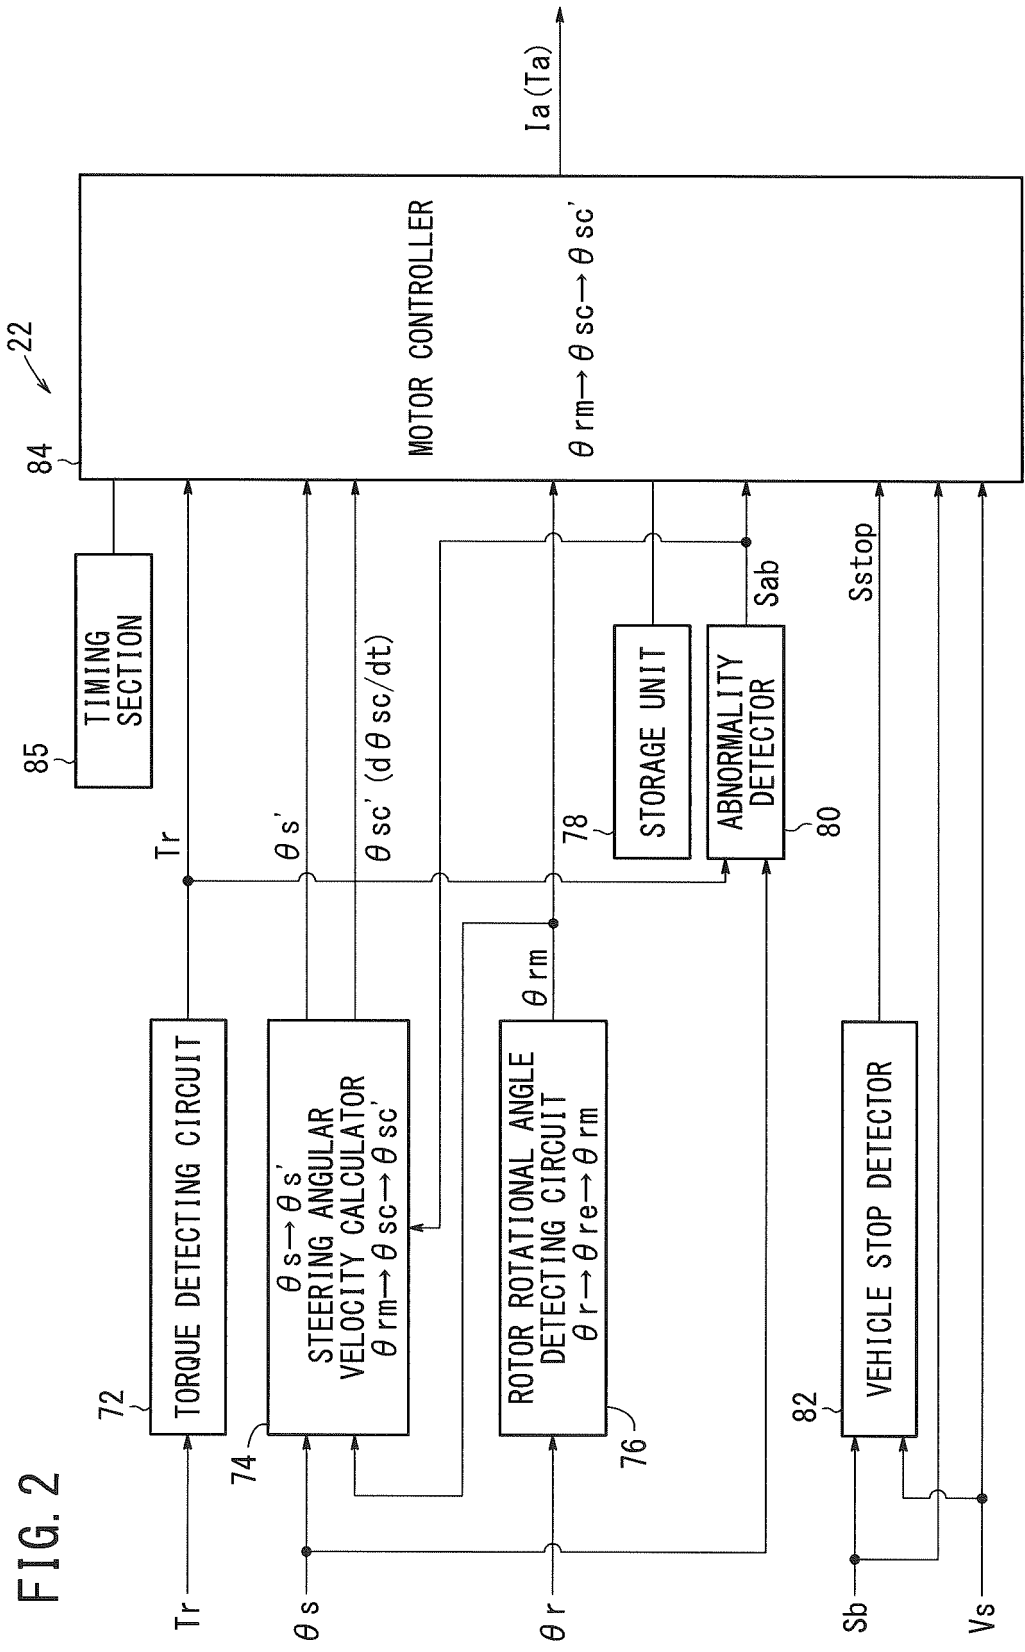 FIG. 2
22
Tr
72
TORQUE DETECTING CIRCUIT
Tr
85
TIMING
SECTION
84
MOTOR CONTROLLER
θrm→θsc→θsc'
Ia(Ta)
θs
74
θs→θs'
STEERING ANGULAR
VELOCITY CALCULATOR
θrm→θsc→θsc'
θs'
θsc' (dθsc/dt)
θr
76
ROTOR ROTATIONAL ANGLE
DETECTING CIRCUIT
θr→θre→θrm
θrm
78
STORAGE UNIT
80
ABNORMALITY
DETECTOR
Sab
Sb
Vs
82
VEHICLE STOP DETECTOR
Sstop